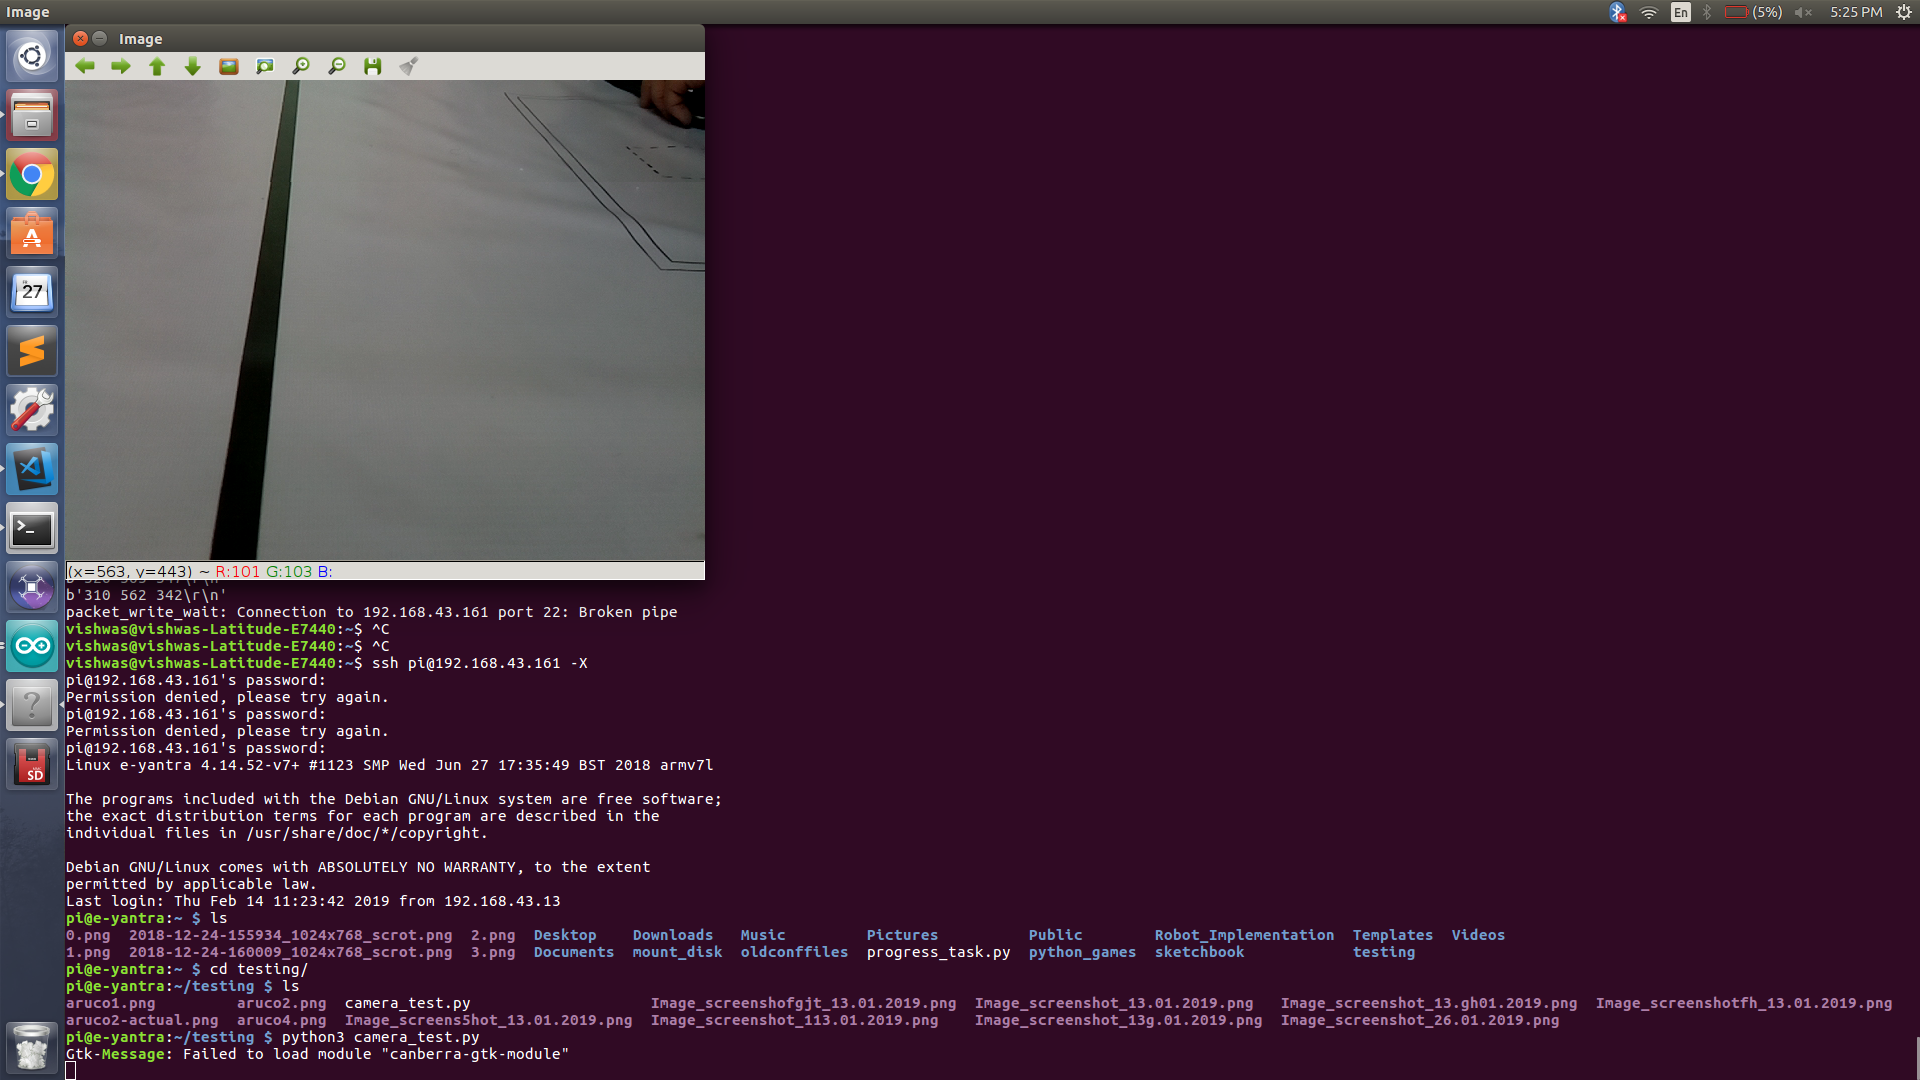 Image
En
(5%)
5:25 PM
Image
27
SD
(x=563, y=443) ~ R:101 G:103 B:
b'310 562 342\r\n'
packet_write_wait: Connection to 192.168.43.161 port 22: Broken pipe
vishwas@vishwas-Latitude-E7440:~$ ^C
vishwas@vishwas-Latitude-E7440:~$ ^C
vishwas@vishwas-Latitude-E7440:~$ ssh pi@192.168.43.161 -X
pi@192.168.43.161's password:
Permission denied, please try again.
pi@192.168.43.161's password:
Permission denied, please try again.
pi@192.168.43.161's password:
Linux e-yantra 4.14.52-v7+ #1123 SMP Wed Jun 27 17:35:49 BST 2018 armv7l
The programs included with the Debian GNU/Linux system are free software;
the exact distribution terms for each program are described in the
individual files in /usr/share/doc/*/copyright.
Debian GNU/Linux comes with ABSOLUTELY NO WARRANTY, to the extent
permitted by applicable law.
Last login: Thu Feb 14 11:23:42 2019 from 192.168.43.13
pi@e-yantra:~ $ ls
0.png 2018-12-24-155934_1024x768_scrot.png 2.png Desktop Downloads Music Pictures Public Robot_Implementation Templates Videos
1.png 2018-12-24-160009_1024x768_scrot.png 3.png Documents mount_disk oldconffiles progress_task.py python_games sketchbook testing
pi@e-yantra:~ $ cd testing/
pi@e-yantra:~/testing $ ls
aruco1.png aruco2.png camera_test.py Image_screenshofgjt_13.01.2019.png Image_screenshot_13.01.2019.png Image_screenshot_13.gh01.2019.png Image_screenshotfh_13.01.2019.png
aruco2-actual.png aruco4.png Image_screens5hot_13.01.2019.png Image_screenshot_113.01.2019.png Image_screenshot_13g.01.2019.png Image_screenshot_26.01.2019.png
pi@e-yantra:~/testing $ python3 camera_test.py
Gtk-Message: Failed to load module "canberra-gtk-module"